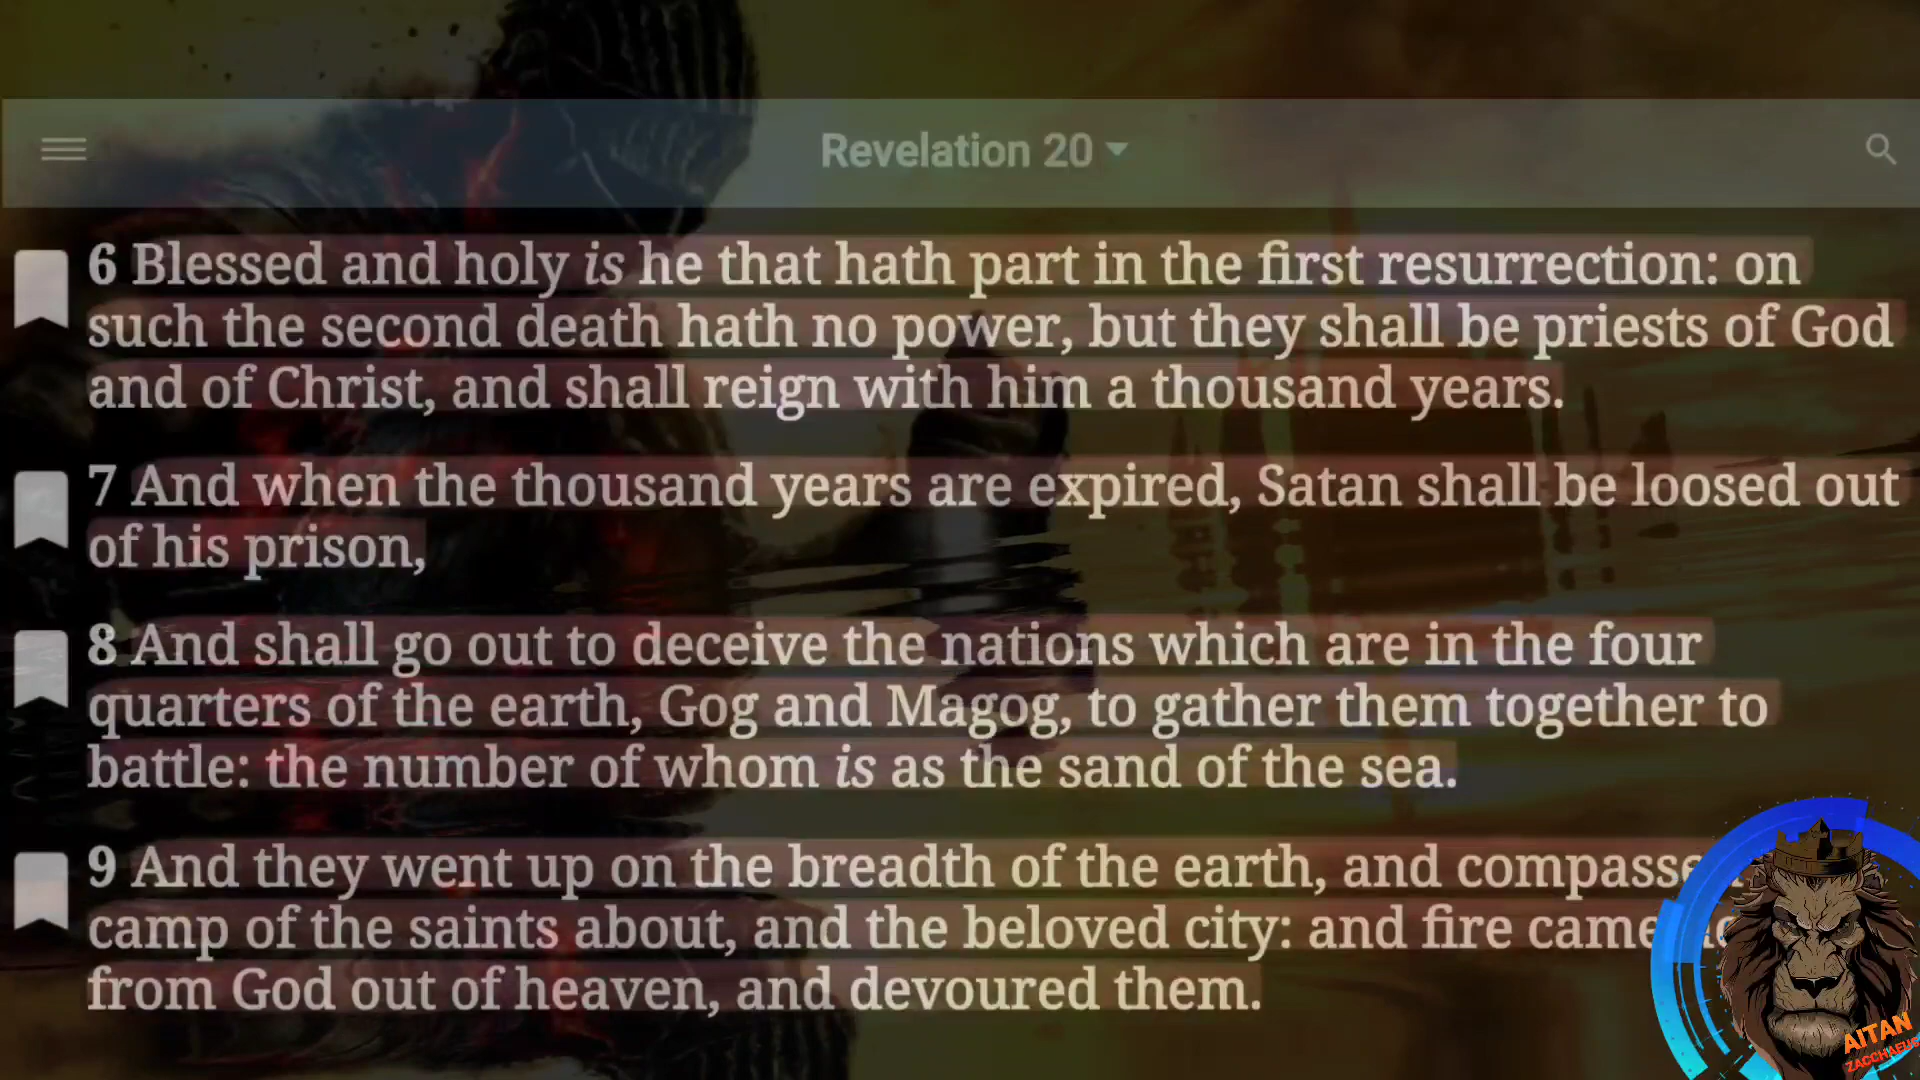 Revelation 20
6 Blessed and holy is he that hath part in the first resurrection: on
such the second death hath no power, but they shall be priests of God
and of Christ, and shall reign with him a thousand years.
7 And when the thousand years are expired, Satan shall be loosed out
of his prison,
8 And shall go out to deceive the nations which are in the four
quarters of the earth, Gog and Magog, to gather them together to
battle: the number of whom is as the sand of the sea.
9 And they went up on the breadth of the earth, and
camp of the saints about, and the beloved city: and fire came
from God out of heaven, and devoured them.
AITAN
ZACCHAEUS